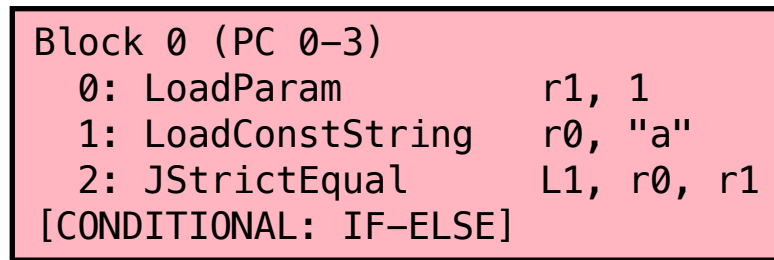 Block 0 (PC 0–3)
0: LoadParam r1, 1
1: LoadConstString r0, "a"
2: JStrictEqual L1, r0, r1
[CONDITIONAL: IF–ELSE]